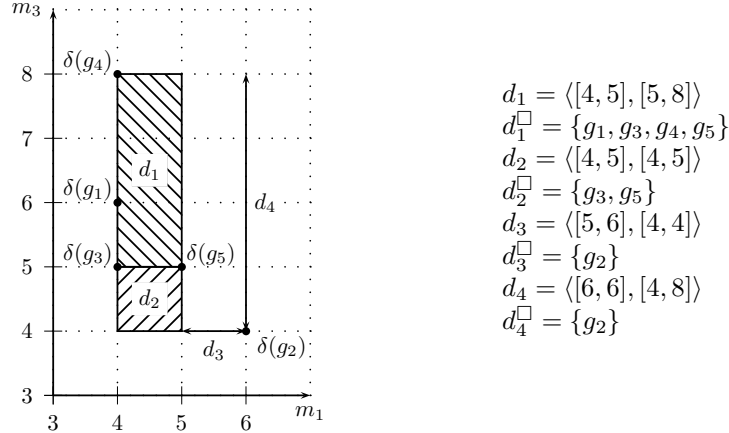 m₃
δ(g₄)
8
7
d₁
6
δ(g₁)
d₄
δ(g₃)
δ(g₅)
5
d₂
4
d₃
δ(g₂)
3
m₁
3 4 5 6
d₁ = ⟨[4, 5], [5, 8]⟩
d₁□ = {g₁, g₃, g₄, g₅}
d₂ = ⟨[4, 5], [4, 5]⟩
d₂□ = {g₃, g₅}
d₃ = ⟨[5, 6], [4, 4]⟩
d₃□ = {g₂}
d₄ = ⟨[6, 6], [4, 8]⟩
d₄□ = {g₂}